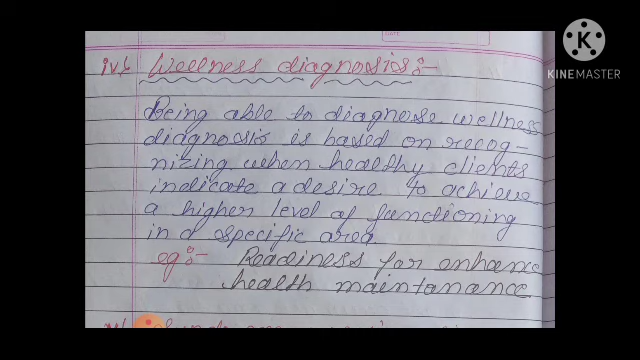 iv.
Wellness diagnosis:-
Being able to diagnose wellness
diagnosis is based on recog-
nizing when healthy clients
indicate a desire to achieve
a higher level of functioning
in a specific area
eg:- Readiness for enhance
health maintanance
KINEMASTER